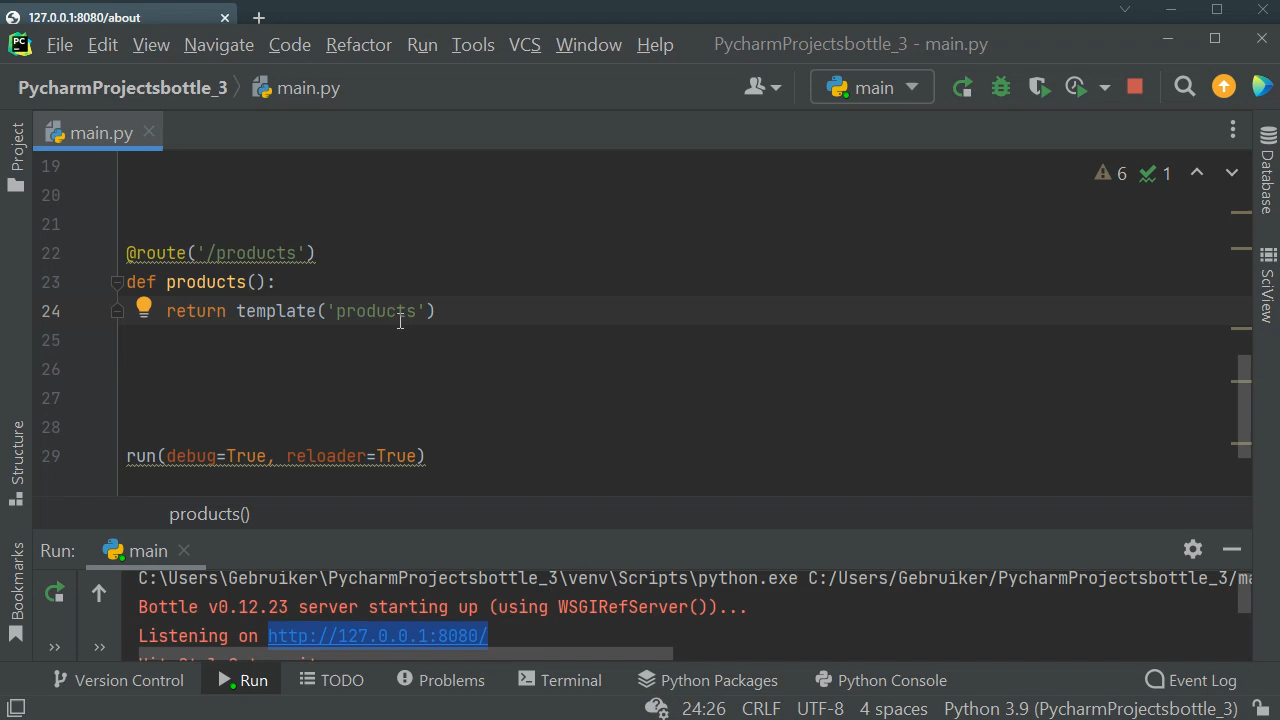 127.0.0.1:8080/about
PC File Edit View Navigate Code Refactor Run Tools VCS Window Help PycharmProjectsbottle_3 - main.py
PycharmProjectsbottle_3 main.py main
Project main.py Database
19 6 1
20
21
22 @route('/products')
23 def products():
24 return template('products')
25
26
27
28
29 run(debug=True, reloader=True)
SciView
Structure
products()
Bookmarks
Run: main
C:\Users\Gebruiker\PycharmProjectsbottle_3\venv\Scripts\python.exe C:/Users/Gebruiker/PycharmProjectsbottle_3/ma
Bottle v0.12.23 server starting up (using WSGIRefServer())...
Listening on http://127.0.0.1:8080/
Version Control Run TODO Problems Terminal Python Packages Python Console Event Log
24:26 CRLF UTF-8 4 spaces Python 3.9 (PycharmProjectsbottle_3)